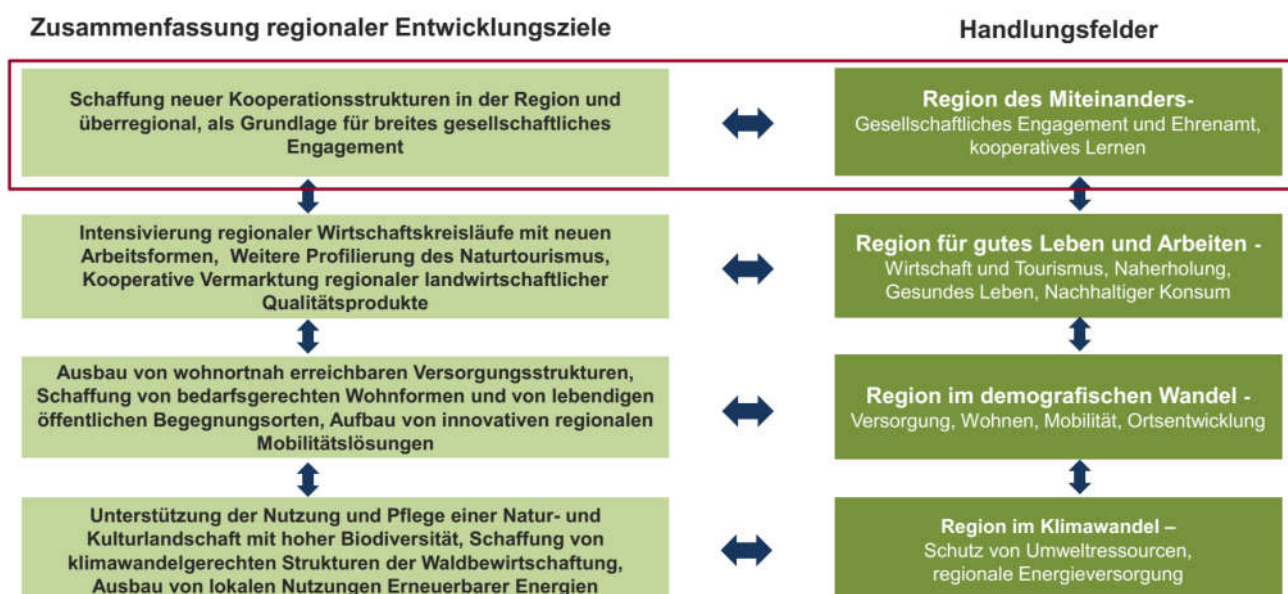 Zusammenfassung regionaler Entwicklungsziele
Handlungsfelder
Schaffung neuer Kooperationsstrukturen in der Region und
überregional, als Grundlage für breites gesellschaftliches
Engagement
Region des Miteinanders-
Gesellschaftliches Engagement und Ehrenamt,
kooperatives Lernen
Intensivierung regionaler Wirtschaftskreisläufe mit neuen
Arbeitsformen, Weitere Profilierung des Naturtourismus,
Kooperative Vermarktung regionaler landwirtschaftlicher
Qualitätsprodukte
Region für gutes Leben und Arbeiten -
Wirtschaft und Tourismus, Naherholung,
Gesundes Leben, Nachhaltiger Konsum
Ausbau von wohnortnah erreichbaren Versorgungsstrukturen,
Schaffung von bedarfsgerechten Wohnformen und von lebendigen
öffentlichen Begegnungsorten, Aufbau von innovativen regionalen
Mobilitätslösungen
Region im demografischen Wandel -
Versorgung, Wohnen, Mobilität, Ortsentwicklung
Unterstützung der Nutzung und Pflege einer Natur- und
Kulturlandschaft mit hoher Biodiversität, Schaffung von
klimawandelgerechten Strukturen der Waldbewirtschaftung,
Ausbau von lokalen Nutzungen Erneuerbarer Energien
Region im Klimawandel –
Schutz von Umweltressourcen,
regionale Energieversorgung